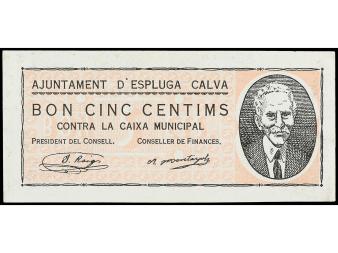 AJUNTAMENT D'ESPLUGA CALVA
BON CINC CENTIMS
CONTRA LA CAIXA MUNICIPAL
PRESIDENT DEL CONSELL. CONSELLER DE FINANCES.